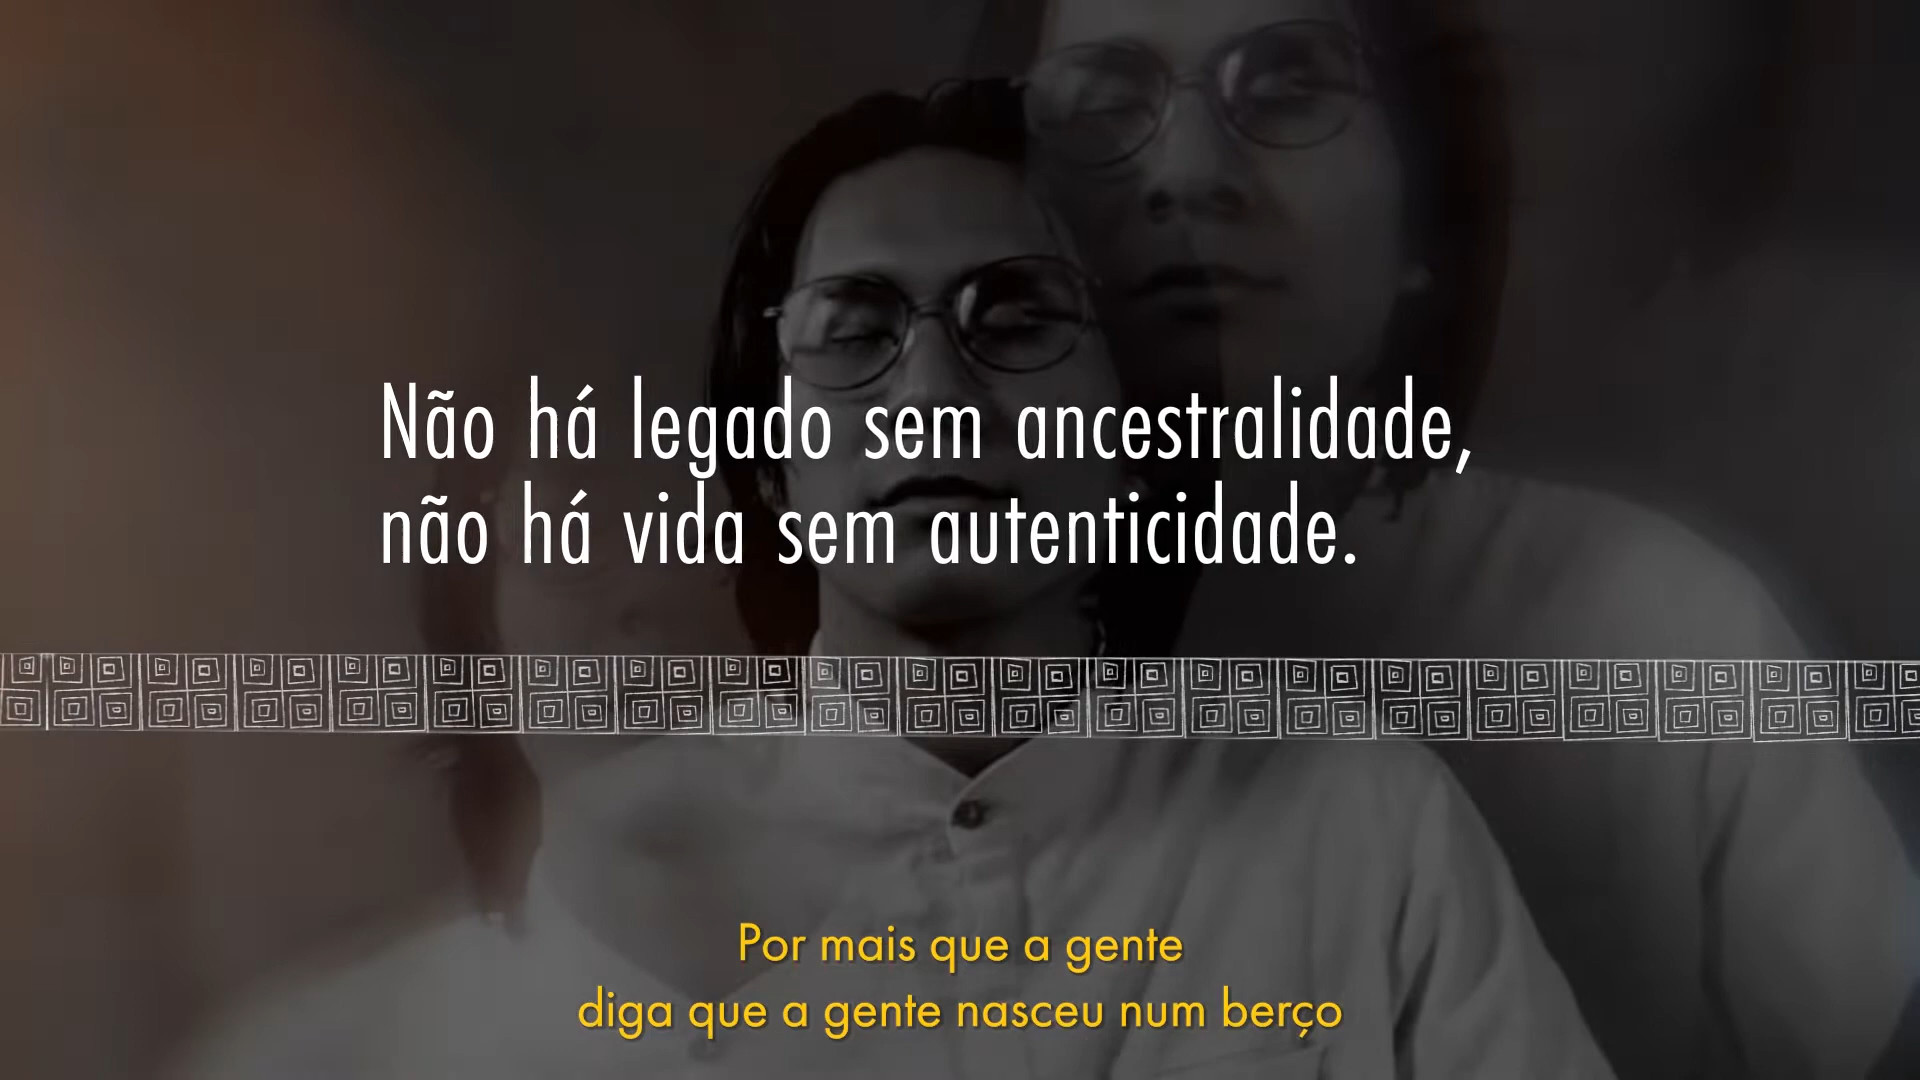 Não há legado sem ancestralidade,
não há vida sem autenticidade.
Por mais que a gente
diga que a gente nasceu num berço